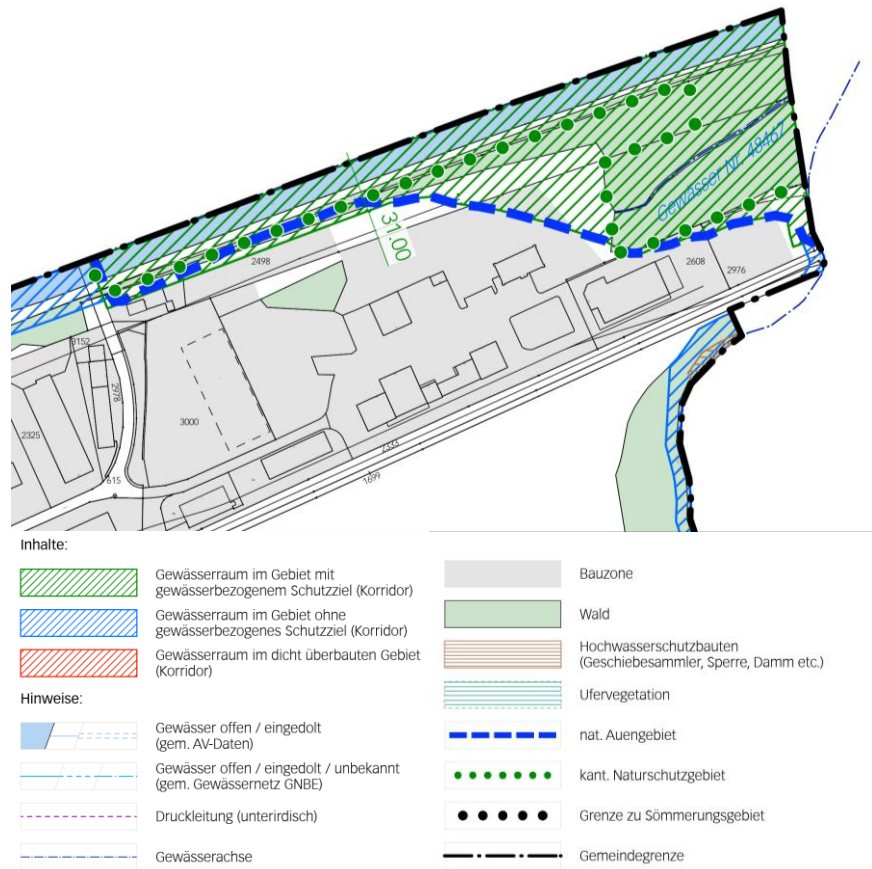 Gewässer Nr. 48467
31.00
2498
2608
2976
3152
2978
2325
3000
2333
1699
615
Inhalte:
Gewässerraum im Gebiet mit
gewässerbezogenem Schutzziel (Korridor)
Gewässerraum im Gebiet ohne
gewässerbezogenes Schutzziel (Korridor)
Gewässerraum im dicht überbauten Gebiet
(Korridor)
Hinweise:
Gewässer offen / eingedolt
(gem. AV-Daten)
Gewässer offen / eingedolt / unbekannt
(gem. Gewässernetz GNBE)
Druckleitung (unterirdisch)
Gewässerachse
Bauzone
Wald
Hochwasserschutzbauten
(Geschiebesammler, Sperre, Damm etc.)
Ufervegetation
nat. Auengebiet
kant. Naturschutzgebiet
Grenze zu Sömmerungsgebiet
Gemeindegrenze